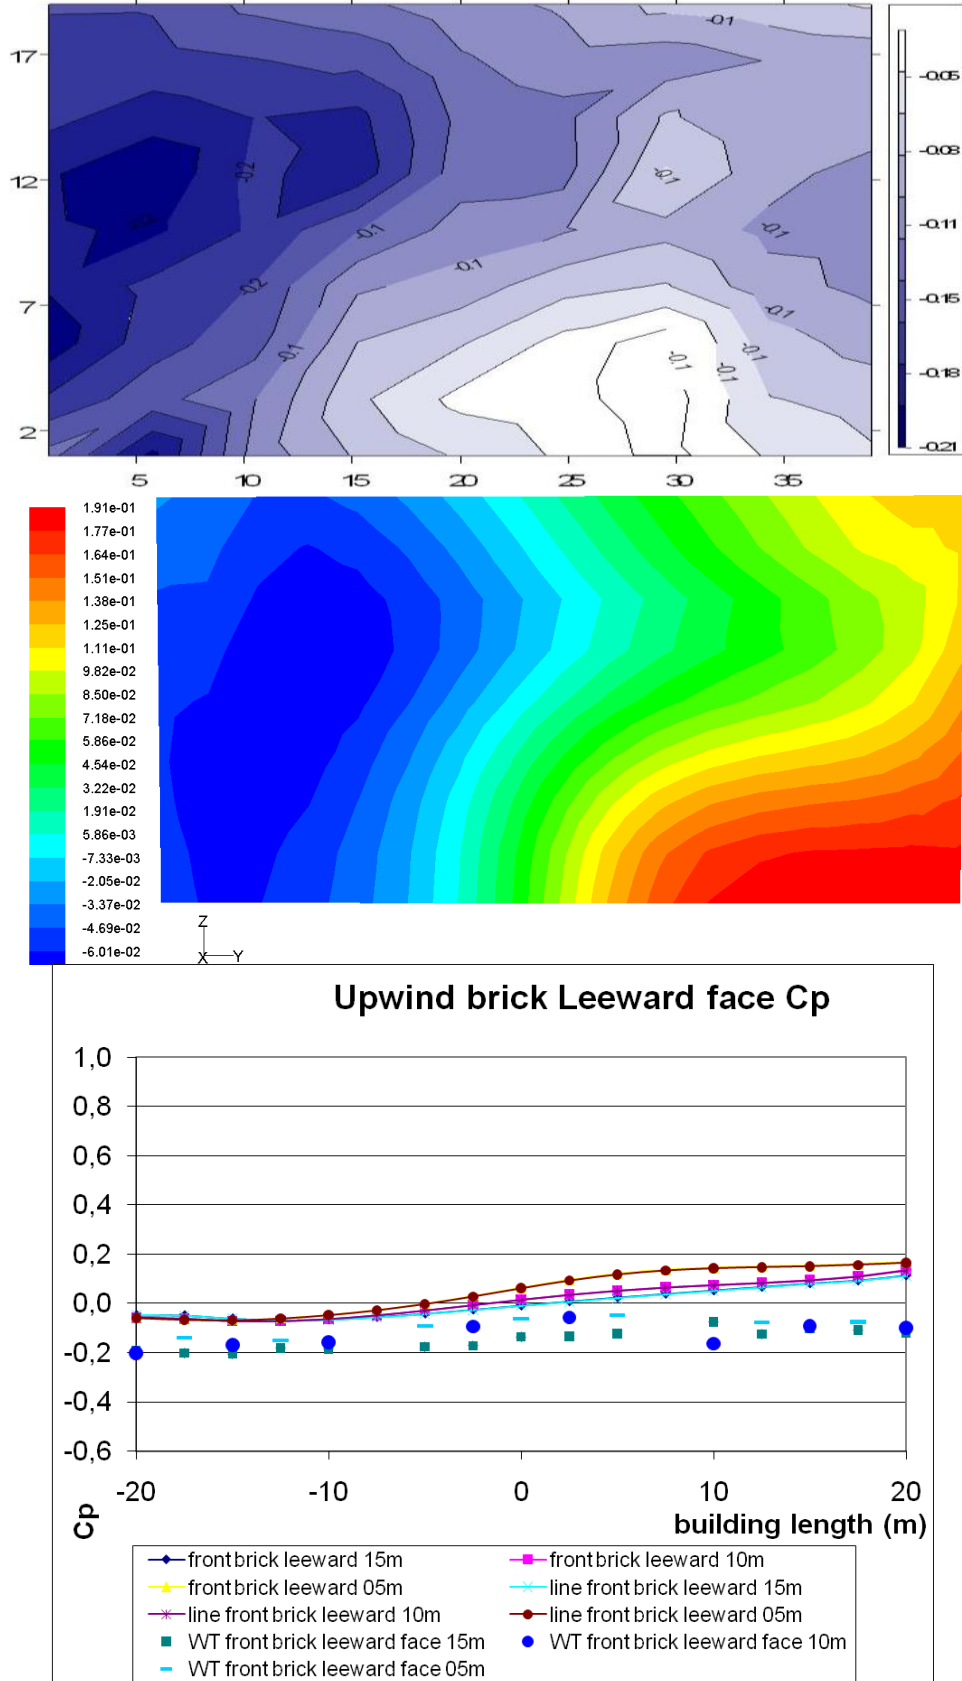 -0.1
17
-0.05
-0.08
-0.2
12
-0.1
-0.1
-0.11
-0.1
-0.1
-0.2
7
-0.15
-0.1
-0.1
-0.1
-0.1
-0.1
-0.18
2
-0.21
5 10 15 20 25 30 35
1.91e-01
1.77e-01
1.64e-01
1.51e-01
1.38e-01
1.25e-01
1.11e-01
9.82e-02
8.50e-02
7.18e-02
5.86e-02
4.54e-02
3.22e-02
1.91e-02
5.86e-03
-7.33e-03
-2.05e-02
-3.37e-02
-4.69e-02
-6.01e-02
Z
X Y
Upwind brick Leeward face Cp
1,0
0,8
0,6
0,4
0,2
0,0
-0,2
-0,4
-0,6
-20 -10 0 10 20
Cp
building length (m)
front brick leeward 15m
front brick leeward 10m
front brick leeward 05m
line front brick leeward 15m
line front brick leeward 10m
line front brick leeward 05m
WT front brick leeward face 15m
WT front brick leeward face 10m
WT front brick leeward face 05m